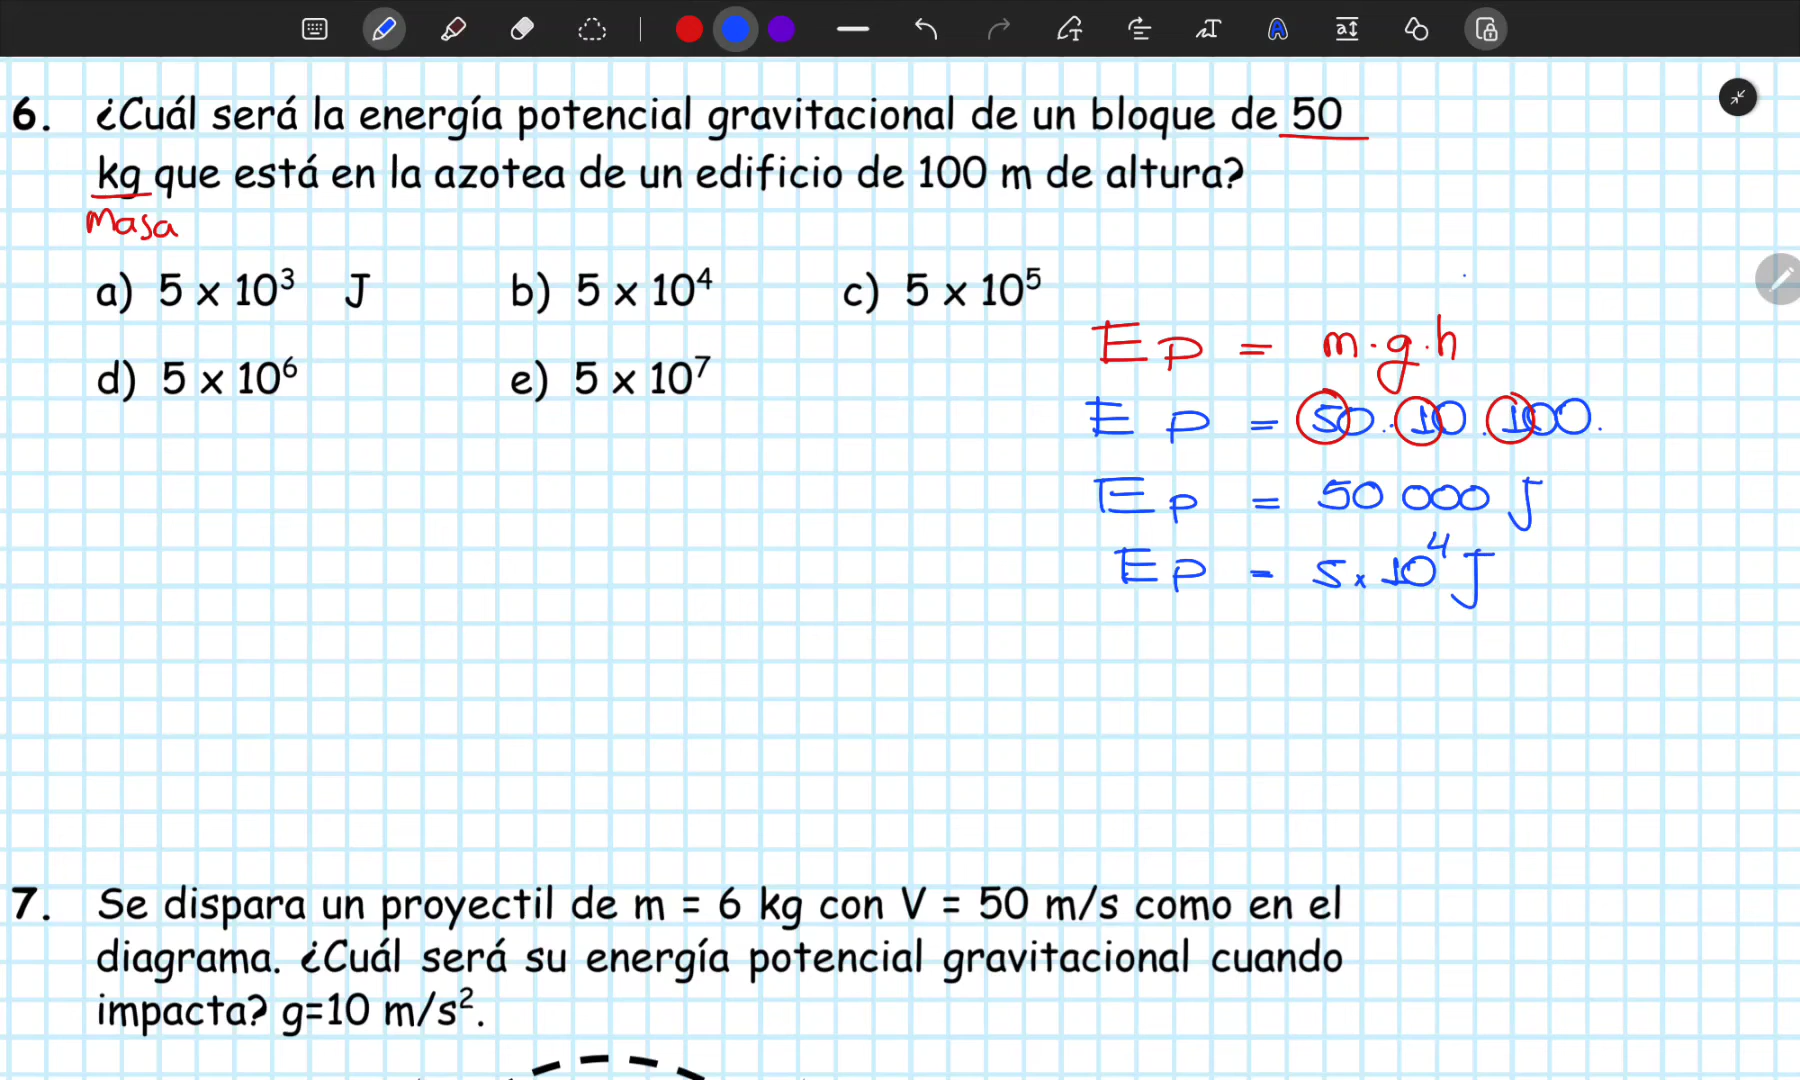 6. ¿Cuál será la energía potencial gravitacional de un bloque de 50
kg que está en la azotea de un edificio de 100 m de altura?
masa
a) 5 x 10³ J b) 5 x 10⁴ c) 5 x 10⁵
d) 5 x 10⁶ e) 5 x 10⁷
Ep = m.g.h
Ep = 50.10.100.
Ep = 50 000 J
Ep = 5x10⁴ J
7. Se dispara un proyectil de m = 6 kg con V = 50 m/s como en el
diagrama. ¿Cuál será su energía potencial gravitacional cuando
impacta? g=10 m/s².